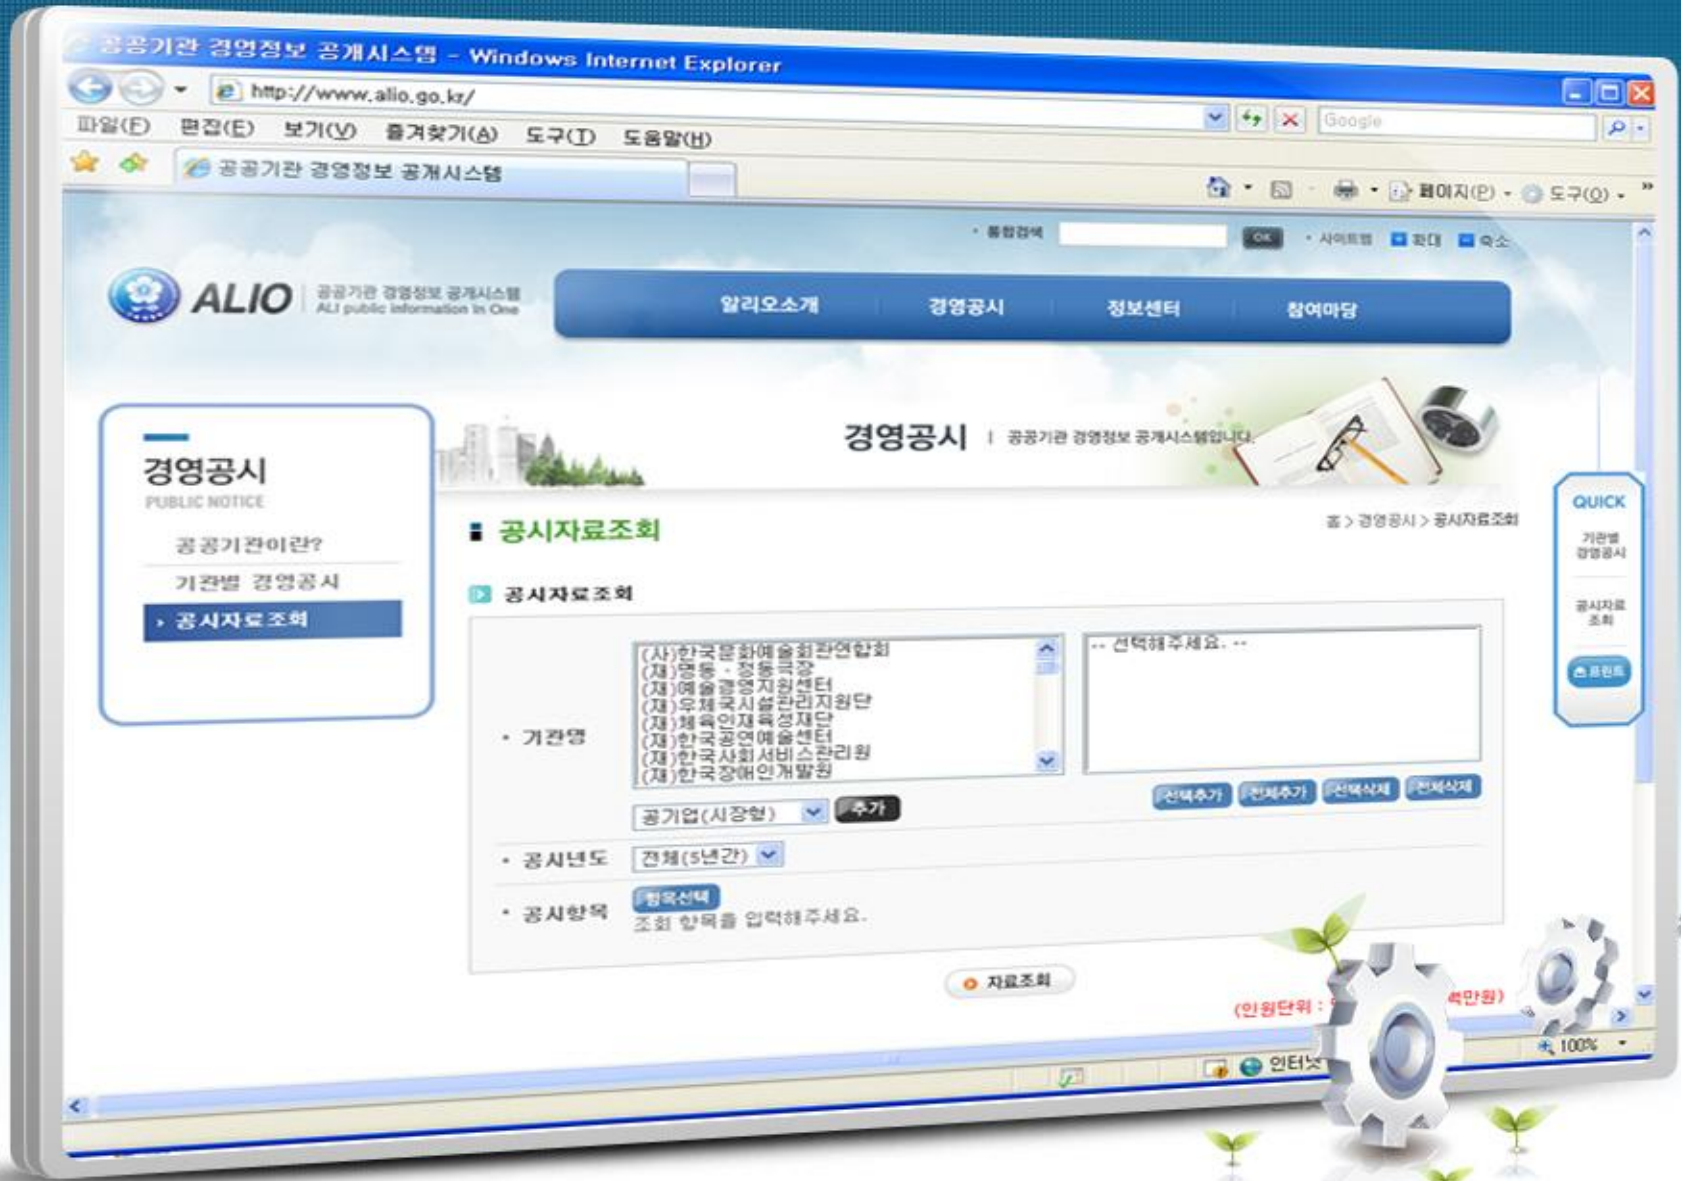 공공기관 경영정보 공개시스템 - Windows Internet Explorer
http://www.alio.go.kr/
Google
파일(F) 편집(E) 보기(V) 즐겨찾기(A) 도구(T) 도움말(H)
공공기관 경영정보 공개시스템
페이지(P) 도구(O)
통합검색 OK 사이트맵 확대 축소
ALIO 공공기관 경영정보 공개시스템
ALI public information In One
알리오소개 경영공시 정보센터 참여마당
경영공시 | 공공기관 경영정보 공개시스템입니다.
경영공시
PUBLIC NOTICE
공공기관이란?
기관별 경영공시
공시자료조회
홈 > 경영공시 > 공시자료조회
공시자료조회
공시자료조회
기관명
(사)한국문화예술회관연합회
(재)명동 · 정동극장
(재)예술경영지원센터
(재)우체국시설관리지원단
(재)체육인재육성재단
(재)한국공연예술센터
(재)한국사회서비스관리원
(재)한국장애인개발원
-- 선택해주세요. --
공기업(시장형) 추가
선택추가 전체추가 선택삭제 전체삭제
공시년도 전체(5년간)
공시항목 항목선택
조회 항목을 입력해주세요.
자료조회
(인원단위 : 백만원)
QUICK
기관별
경영공시
공시자료
조회
프린트
인터넷
100%